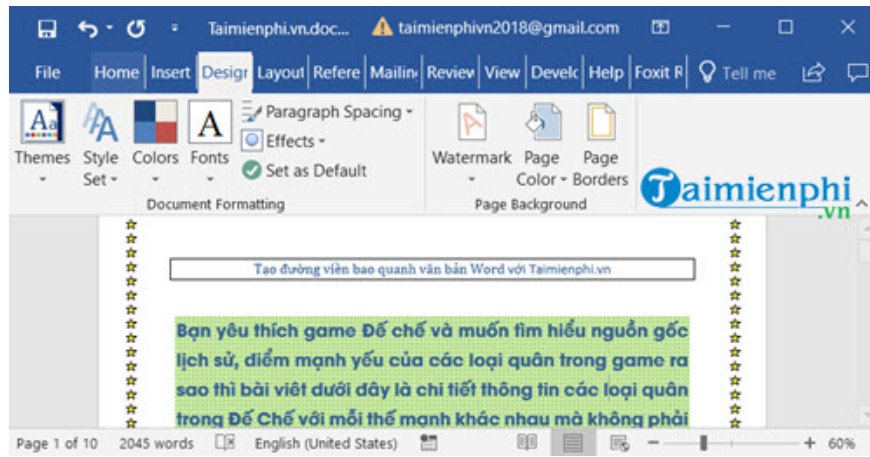 Taimienphi.vn.doc... taimienphivn2018@gmail.com
File Home Insert Desigr Layout Refere Mailin Review View Develc Help Foxit R Tell me
Paragraph Spacing
Effects
Set as Default
Themes Style Set Colors Fonts Watermark Page Color Page Borders
Document Formatting Page Background
Taimienphi
.vn
Tạo đường viền bao quanh văn bản Word với Taimienphi.vn
Bạn yêu thích game Đế chế và muốn tìm hiểu nguồn gốc
lịch sử, điểm mạnh yếu của các loại quân trong game ra
sao thì bài viêt dưới đây là chi tiết thông tin các loại quân
trong Đế Chế với mỗi thế mạnh khác nhau mà không phải
Page 1 of 10 2045 words English (United States) 60%